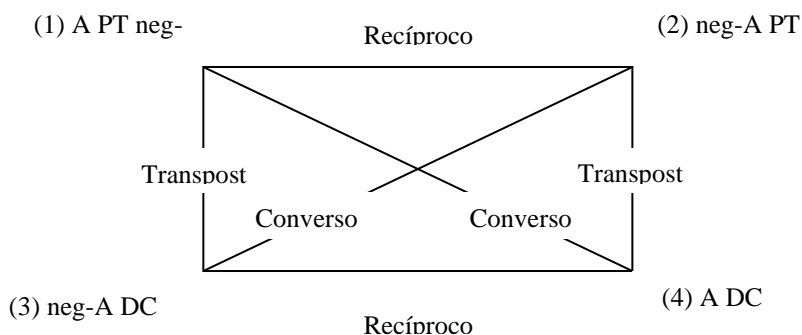 (1) A PT neg-
Recíproco
(2) neg-A PT
Transpost
Transpost
Converso
Converso
(3) neg-A DC
(4) A DC
Recíproco